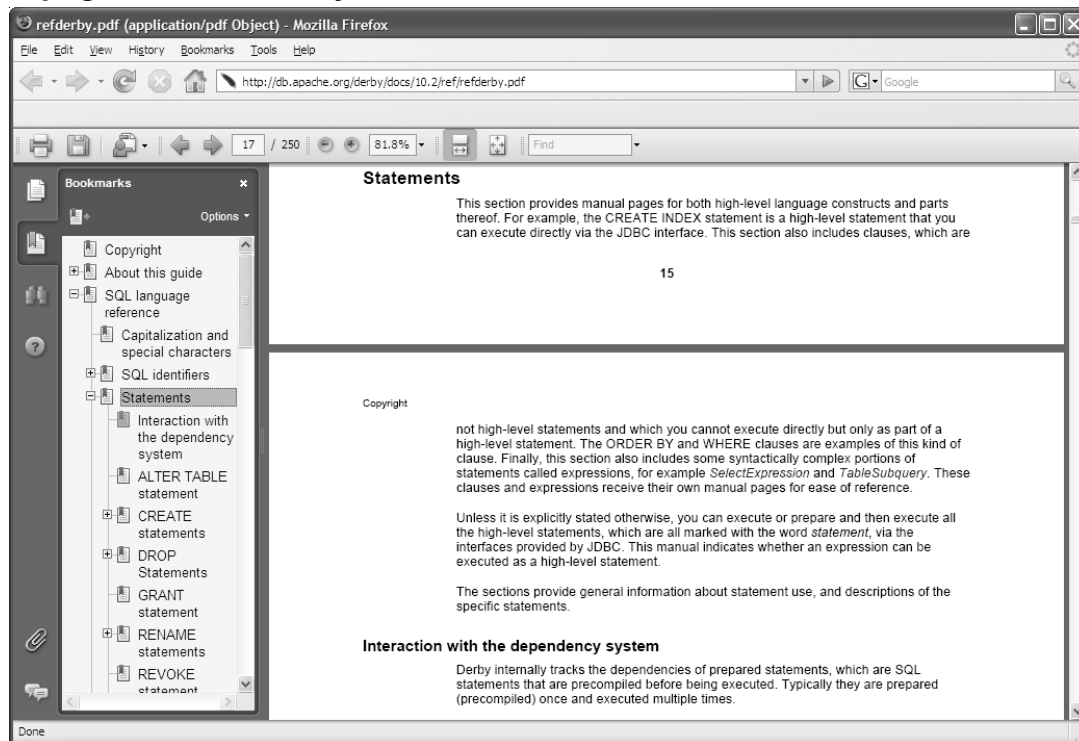 refderby.pdf (application/pdf Object) - Mozilla Firefox
File Edit View History Bookmarks Tools Help
http://db.apache.org/derby/docs/10.2/ref/refderby.pdf
G Google
17 / 250 81.8% Find
Bookmarks
Options
Copyright
About this guide
SQL language
reference
Capitalization and
special characters
SQL identifiers
Statements
Interaction with
the dependency
system
ALTER TABLE
statement
CREATE
statements
DROP
Statements
GRANT
statement
RENAME
statements
REVOKE
statement
Statements
This section provides manual pages for both high-level language constructs and parts
thereof. For example, the CREATE INDEX statement is a high-level statement that you
can execute directly via the JDBC interface. This section also includes clauses, which are
15
Copyright
not high-level statements and which you cannot execute directly but only as part of a
high-level statement. The ORDER BY and WHERE clauses are examples of this kind of
clause. Finally, this section also includes some syntactically complex portions of
statements called expressions, for example SelectExpression and TableSubquery. These
clauses and expressions receive their own manual pages for ease of reference.
Unless it is explicitly stated otherwise, you can execute or prepare and then execute all
the high-level statements, which are all marked with the word statement, via the
interfaces provided by JDBC. This manual indicates whether an expression can be
executed as a high-level statement.
The sections provide general information about statement use, and descriptions of the
specific statements.
Interaction with the dependency system
Derby internally tracks the dependencies of prepared statements, which are SQL
statements that are precompiled before being executed. Typically they are prepared
(precompiled) once and executed multiple times.
Done